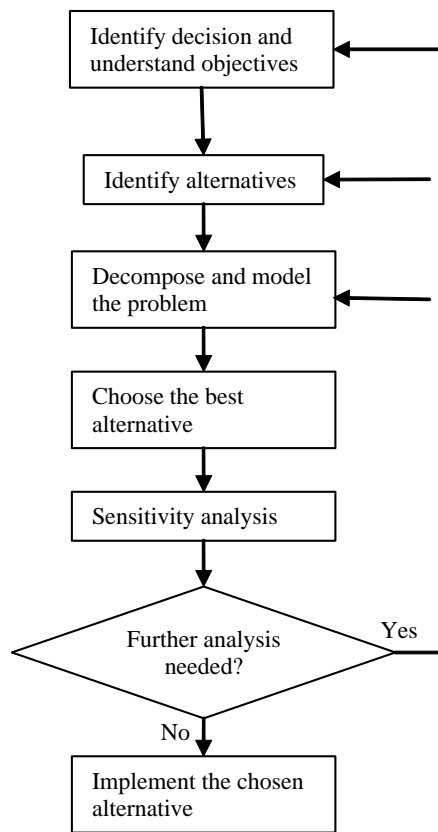 Identify decision and
understand objectives
Identify alternatives
Decompose and model
the problem
Choose the best
alternative
Sensitivity analysis
Further analysis
needed?
Yes
No
Implement the chosen
alternative